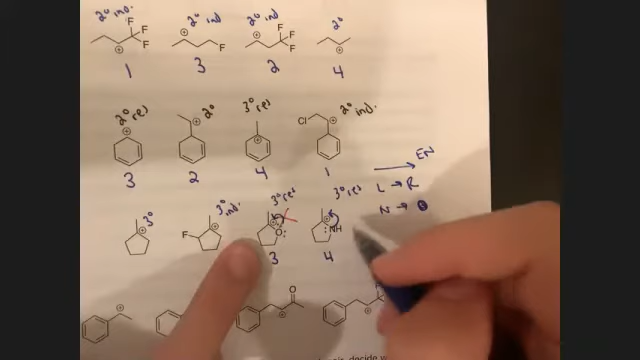 2° ind. 2° ind 2° ind 2°
F F F F F F F
1 3 2 4
2° res 2° 3° res 2° ind.
Cl
3 2 4 1
EN
L → R
N → O
3° 3° ind. 3° res 3° res
F O: :NH
3 4
O